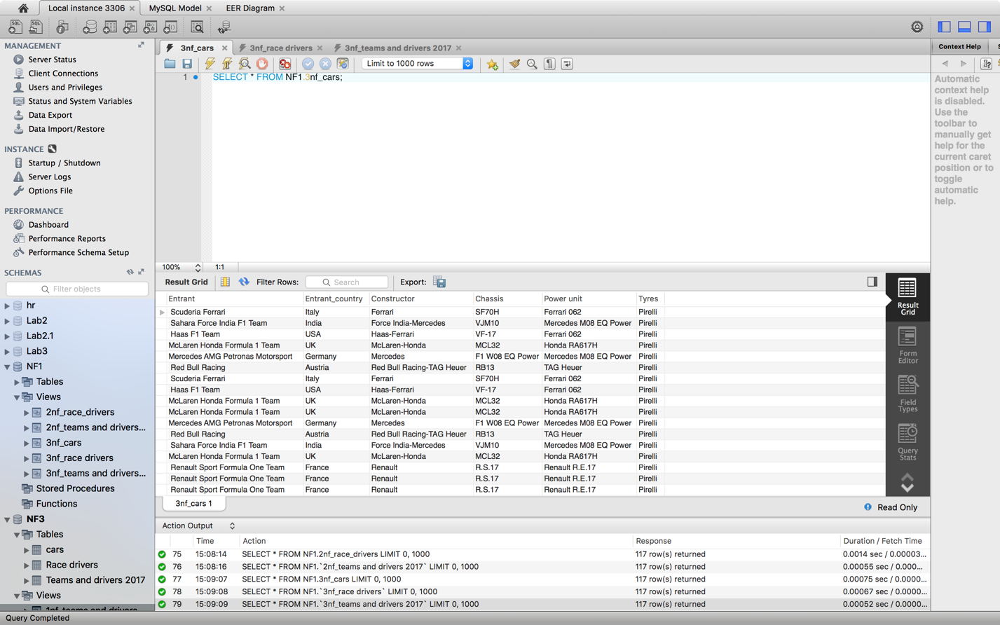 Local instance 3306
MySQL Model
EER Diagram
MANAGEMENT
Server Status
Client Connections
Users and Privileges
Status and System Variables
Data Export
Data Import/Restore
INSTANCE
Startup / Shutdown
Server Logs
Options File
PERFORMANCE
Dashboard
Performance Reports
Performance Schema Setup
SCHEMAS
Filter objects
hr
Lab2
Lab2.1
Lab3
NF1
Tables
Views
2nf_race_drivers
2nf_teams and drivers...
3nf_cars
3nf_race drivers
3nf_teams and drivers...
Stored Procedures
Functions
NF3
Tables
cars
Race drivers
Teams and drivers 2017
Views
3nf_cars 3nf_race drivers 3nf_teams and drivers 2017
Limit to 1000 rows
1 SELECT * FROM NF1.3nf_cars;
100% 1:1
Result Grid Filter Rows: Search Export:
Entrant Entrant_country Constructor Chassis Power unit Tyres
Scuderia Ferrari Italy Ferrari SF70H Ferrari 062 Pirelli
Sahara Force India F1 Team India Force India-Mercedes VJM10 Mercedes M08 EQ Power Pirelli
Haas F1 Team USA Haas-Ferrari VF-17 Ferrari 062 Pirelli
McLaren Honda Formula 1 Team UK McLaren-Honda MCL32 Honda RA617H Pirelli
Mercedes AMG Petronas Motorsport Germany Mercedes F1 W08 EQ Power Mercedes M08 EQ Power Pirelli
Red Bull Racing Austria Red Bull Racing-TAG Heuer RB13 TAG Heuer Pirelli
Scuderia Ferrari Italy Ferrari SF70H Ferrari 062 Pirelli
Haas F1 Team USA Haas-Ferrari VF-17 Ferrari 062 Pirelli
McLaren Honda Formula 1 Team UK McLaren-Honda MCL32 Honda RA617H Pirelli
McLaren Honda Formula 1 Team UK McLaren-Honda MCL32 Honda RA617H Pirelli
Mercedes AMG Petronas Motorsport Germany Mercedes F1 W08 EQ Power Mercedes M08 EQ Power Pirelli
Red Bull Racing Austria Red Bull Racing-TAG Heuer RB13 TAG Heuer Pirelli
Sahara Force India F1 Team India Force India-Mercedes VJM10 Mercedes M08 EQ Power Pirelli
McLaren Honda Formula 1 Team UK McLaren-Honda MCL32 Honda RA617H Pirelli
Renault Sport Formula One Team France Renault R.S.17 Renault R.E.17 Pirelli
Renault Sport Formula One Team France Renault R.S.17 Renault R.E.17 Pirelli
Renault Sport Formula One Team France Renault R.S.17 Renault R.E.17 Pirelli
3nf_cars 1
Read Only
Result
Grid
Form
Editor
Field
Types
Query
Stats
Context Help
Automatic
context help
is disabled.
Use the
toolbar to
manually get
help for the
current caret
position or to
toggle
automatic
help.
Action Output
Time Action Response Duration / Fetch Time
75 15:08:14 SELECT * FROM NF1.2nf_race_drivers LIMIT 0, 1000 117 row(s) returned 0.0014 sec / 0.00003...
76 15:08:16 SELECT * FROM NF1.`2nf_teams and drivers 2017` LIMIT 0, 1000 117 row(s) returned 0.00055 sec / 0.000...
77 15:09:07 SELECT * FROM NF1.3nf_cars LIMIT 0, 1000 117 row(s) returned 0.00075 sec / 0.0000...
78 15:09:08 SELECT * FROM NF1.`3nf_race drivers` LIMIT 0, 1000 117 row(s) returned 0.00067 sec / 0.0000...
79 15:09:09 SELECT * FROM NF1.`3nf_teams and drivers 2017` LIMIT 0, 1000 117 row(s) returned 0.00052 sec / 0.0000...
Query Completed